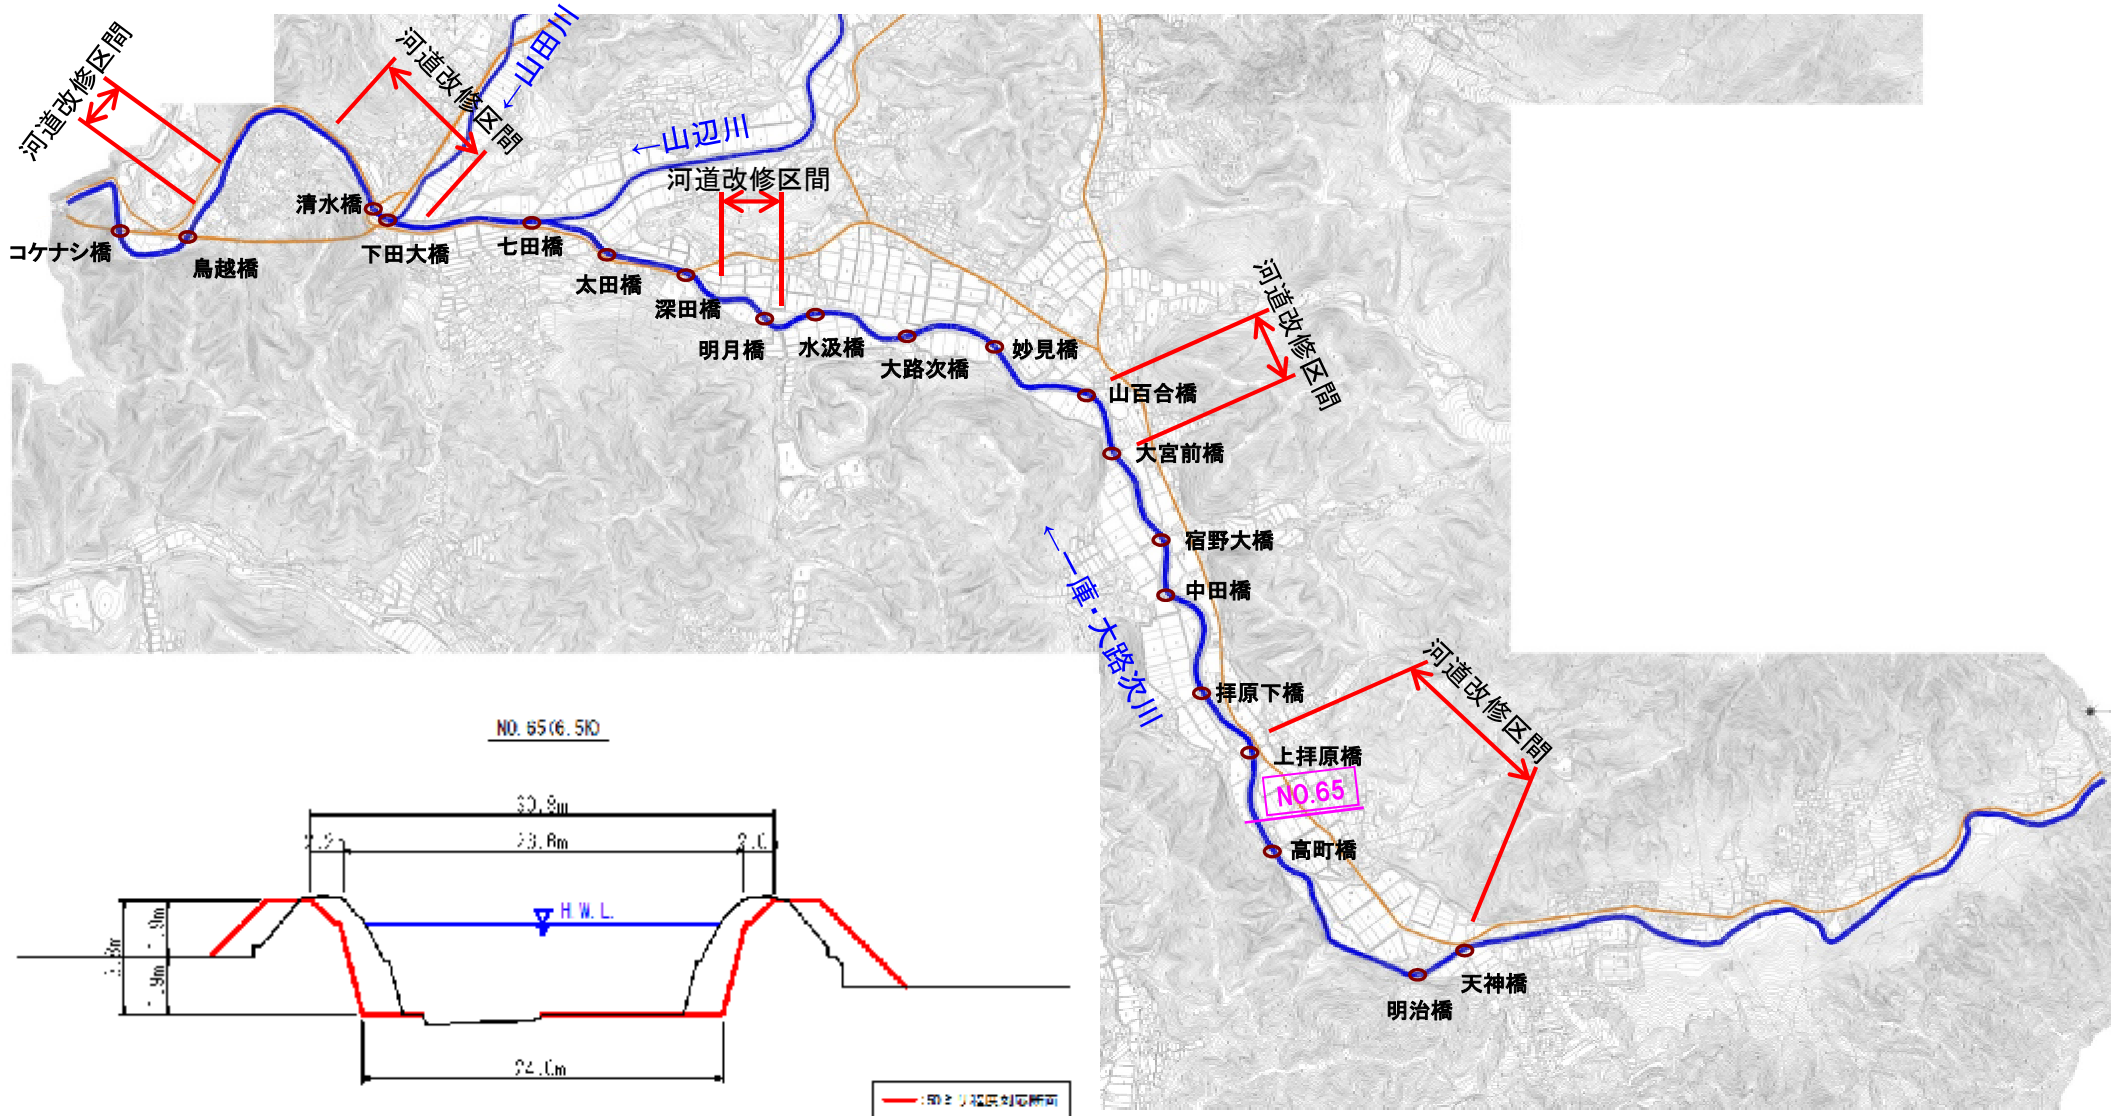 河道改修区間
河道改修区間
←山田川
←山辺川
河道改修区間
清水橋
コケナシ橋
鳥越橋
下田大橋
七田橋
太田橋
深田橋
明月橋
水汲橋
大路次橋
妙見橋
山百合橋
河道改修区間
大宮前橋
宿野大橋
中田橋
←一庫・大路次川
拝原下橋
河道改修区間
上拝原橋
NO.65
高町橋
天神橋
明治橋
NO.65(6.5K)
H.W.L.